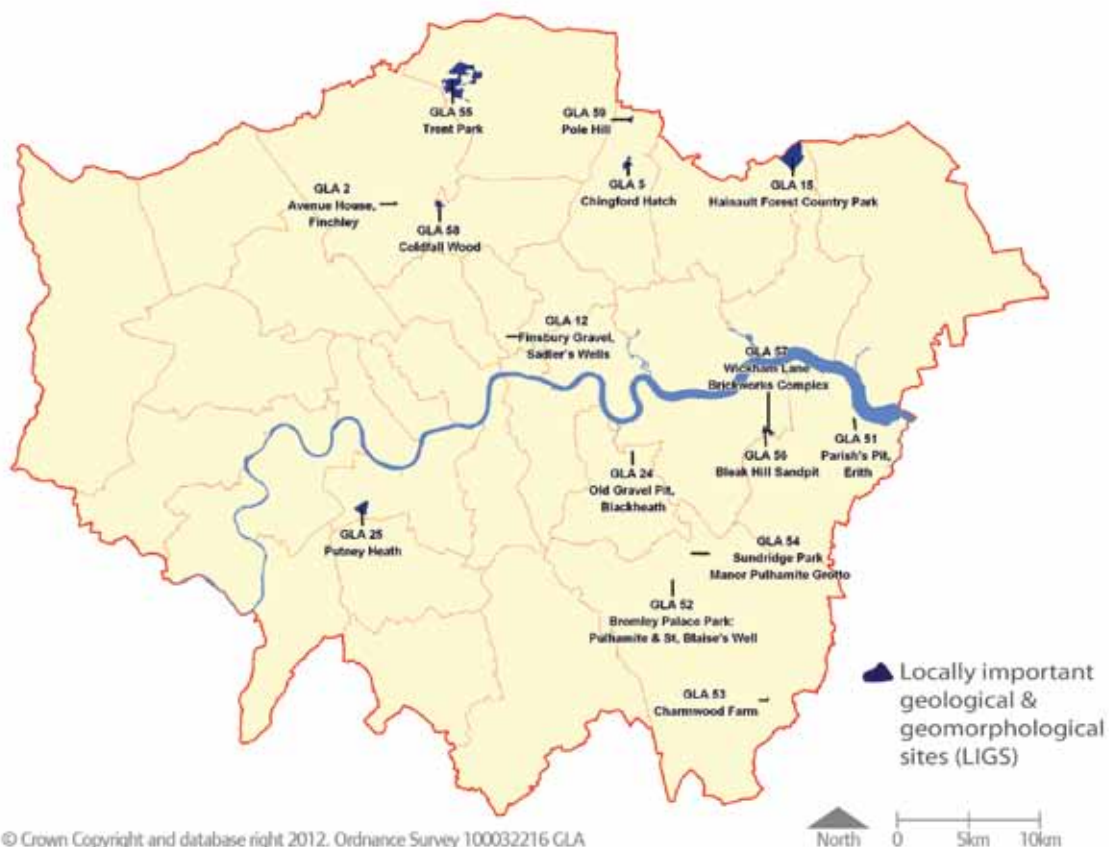 GLA 55
Trent Park
GLA 59
Pole Hill
GLA 2
Avenue House,
Finchley
GLA 58
Coldfall Wood
GLA 5
Chingford Hatch
GLA 15
Hainault Forest Country Park
GLA 12
Finsbury Gravel,
Sadler's Wells
GLA 57
Wickham Lane
Brickworks Complex
GLA 24
Old Gravel Pit,
Blackheath
GLA 56
Bleak Hill Sandpit
GLA 51
Parish's Pit,
Erith
GLA 25
Putney Heath
GLA 54
Sundridge Park
Manor Pulhamite Grotto
GLA 52
Bromley Palace Park:
Pulhamite & St, Blaise's Well
GLA 53
Charmwood Farm
Locally important
geological &
geomorphological
sites (LIGS)
© Crown Copyright and database right 2012. Ordnance Survey 100032216 GLA
North
0 5km 10km